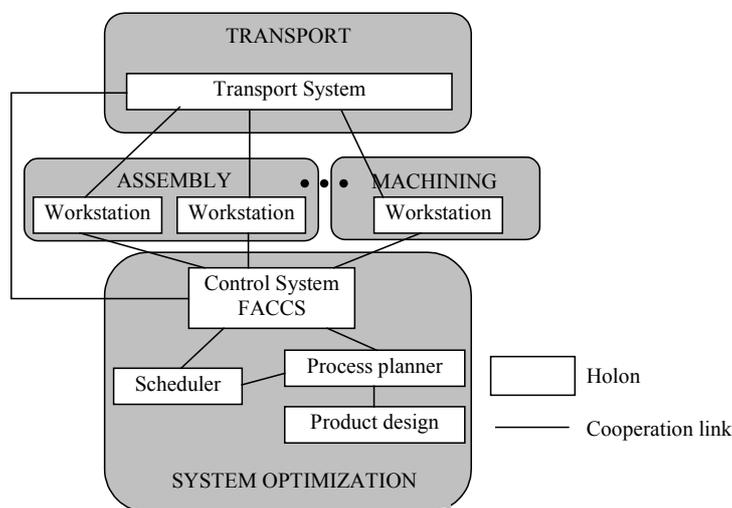 TRANSPORT
Transport System
ASSEMBLY
MACHINING
Workstation
Workstation
Workstation
Control System
FACCS
Scheduler
Process planner
Product design
SYSTEM OPTIMIZATION
Holon
Cooperation link